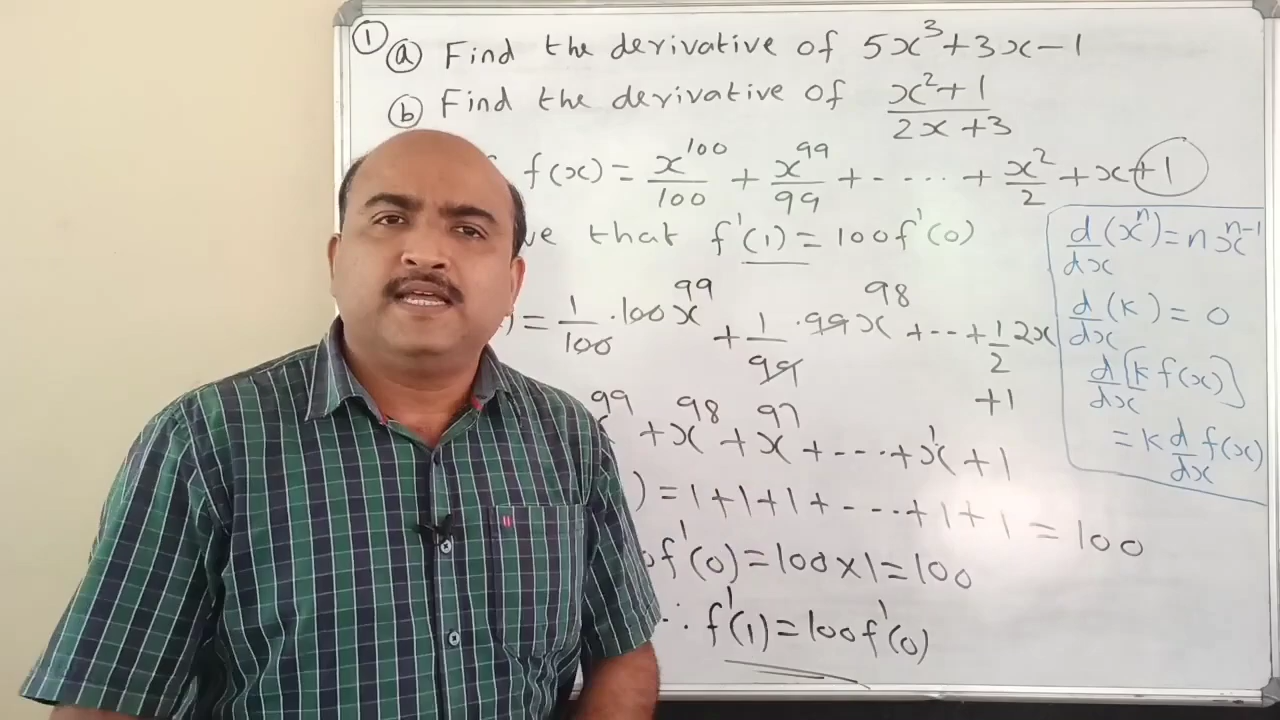 ① ⓐ Find the derivative of 5x³+3x−1
ⓑ Find the derivative of x²+1 / 2x+3
f(x) = x¹⁰⁰/100 + x⁹⁹/99 + - - - - - + x²/2 + x+1
that f'(1) = 100f'(0)
= 1/100 · 100x⁹⁹ + 1/99 · 99x⁹⁸ + - - + 1/2 2x
+1
+ x⁹⁸ + x⁹⁷ + - - - + x¹ + 1
) = 1+1+1+ - - - + 1+1 = 100
f'(0) = 100×1 = 100
∴ f'(1) = 100f'(0)
d/dx (xⁿ) = n xⁿ⁻¹
d/dx (k) = 0
d/dx [k f(x)]
= k d/dx f(x)